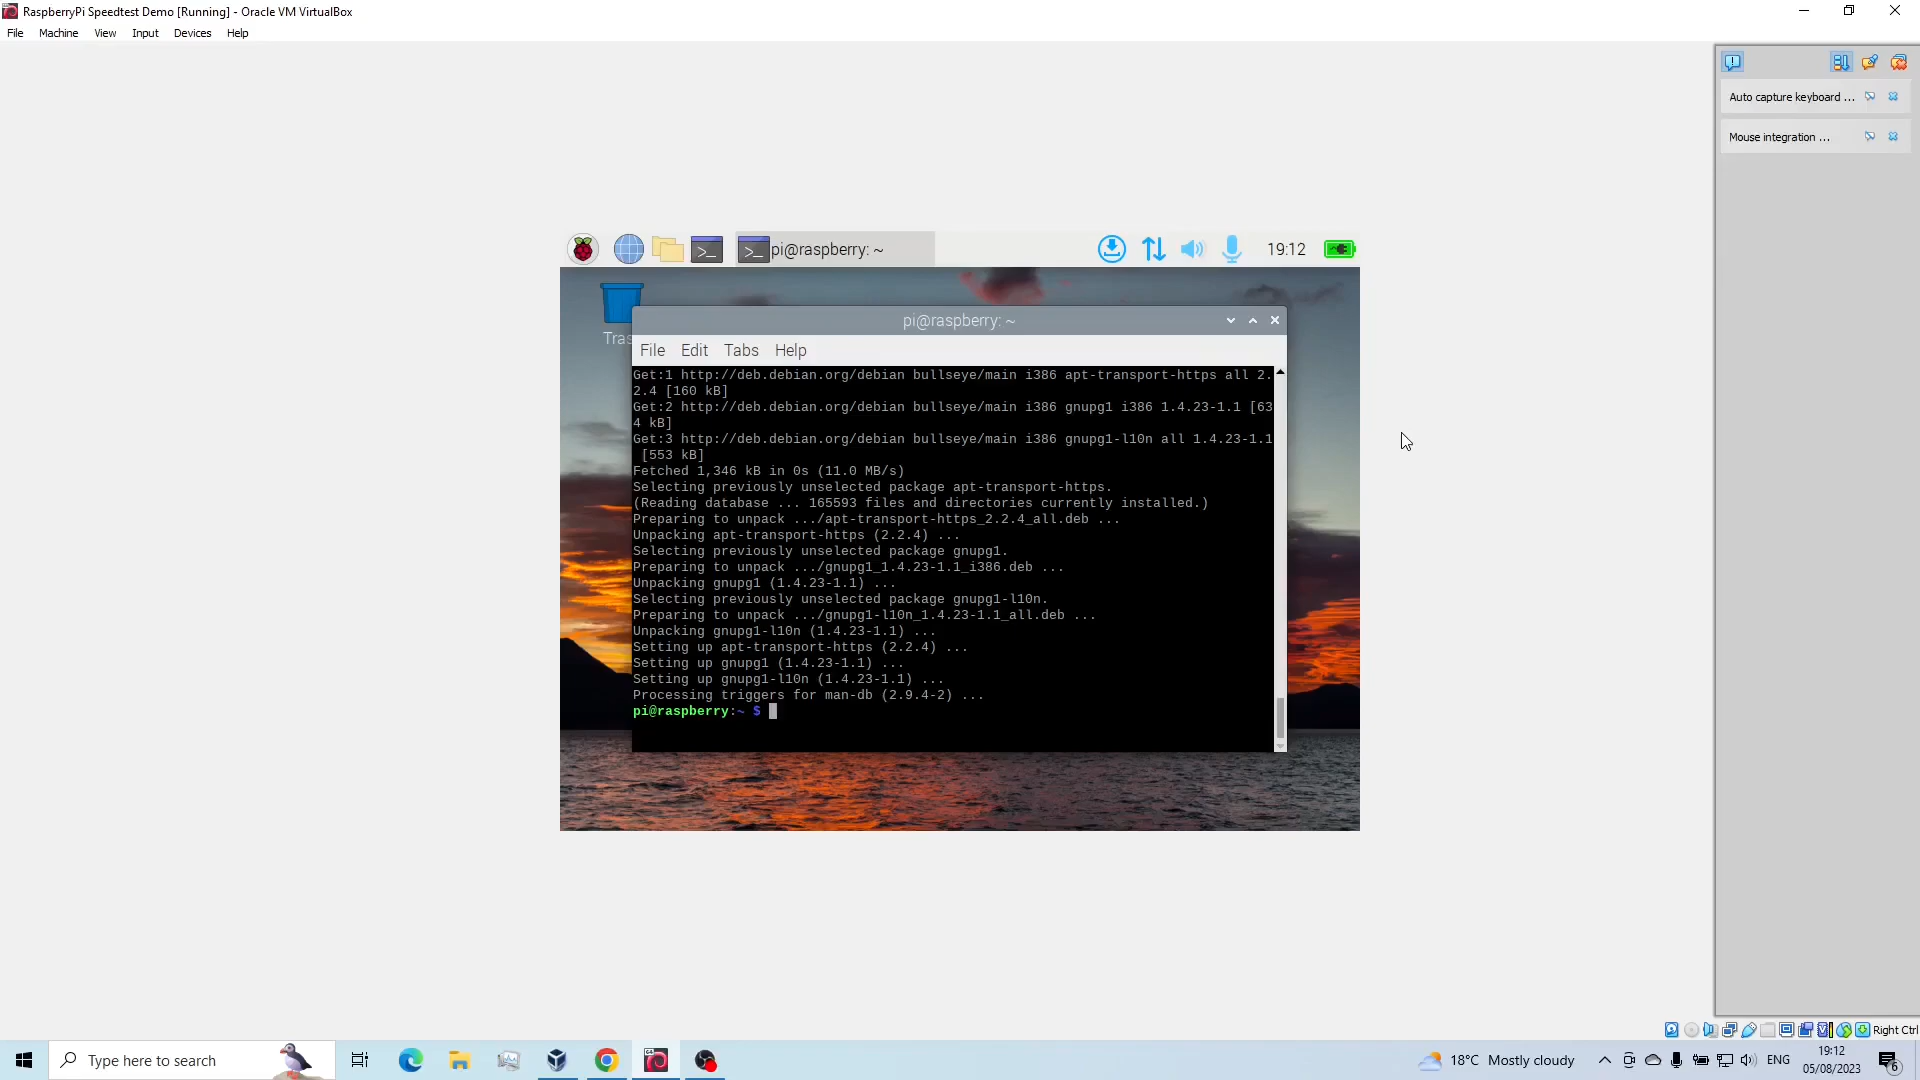 RaspberryPi Speedtest Demo [Running] - Oracle VM VirtualBox
File Machine View Input Devices Help
Auto capture keyboard ...
Mouse integration ...
pi@raspberry: ~
19:12
Tras
pi@raspberry: ~
File Edit Tabs Help
Get:1 http://deb.debian.org/debian bullseye/main i386 apt-transport-https all 2.
2.4 [160 kB]
Get:2 http://deb.debian.org/debian bullseye/main i386 gnupg1 i386 1.4.23-1.1 [63
4 kB]
Get:3 http://deb.debian.org/debian bullseye/main i386 gnupg1-l10n all 1.4.23-1.1
[553 kB]
Fetched 1,346 kB in 0s (11.0 MB/s)
Selecting previously unselected package apt-transport-https.
(Reading database ... 165593 files and directories currently installed.)
Preparing to unpack .../apt-transport-https_2.2.4_all.deb ...
Unpacking apt-transport-https (2.2.4) ...
Selecting previously unselected package gnupg1.
Preparing to unpack .../gnupg1_1.4.23-1.1_i386.deb ...
Unpacking gnupg1 (1.4.23-1.1) ...
Selecting previously unselected package gnupg1-l10n.
Preparing to unpack .../gnupg1-l10n_1.4.23-1.1_all.deb ...
Unpacking gnupg1-l10n (1.4.23-1.1) ...
Setting up apt-transport-https (2.2.4) ...
Setting up gnupg1 (1.4.23-1.1) ...
Setting up gnupg1-l10n (1.4.23-1.1) ...
Processing triggers for man-db (2.9.4-2) ...
pi@raspberry:~ $
Right Ctrl
Type here to search
18°C Mostly cloudy
ENG
19:12
05/08/2023
6